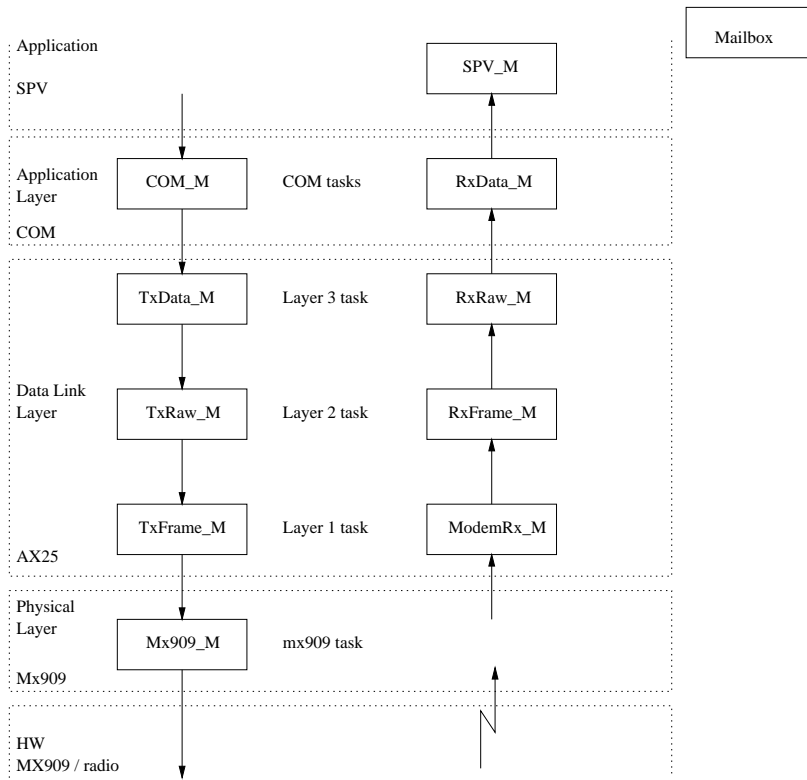 Application
SPV
SPV_M
Mailbox
Application
Layer
COM
COM_M
COM tasks
RxData_M
TxData_M
Layer 3 task
RxRaw_M
Data Link
Layer
TxRaw_M
Layer 2 task
RxFrame_M
TxFrame_M
Layer 1 task
ModemRx_M
AX25
Physical
Layer
Mx909_M
mx909 task
Mx909
HW
MX909 / radio